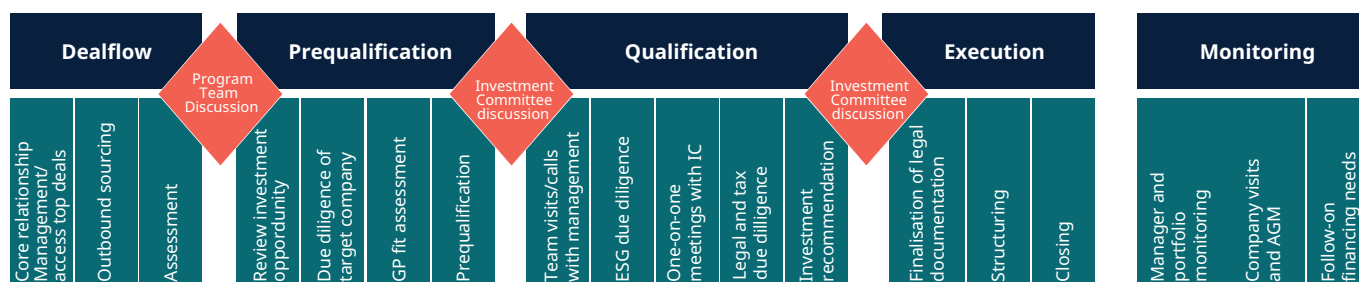 Dealflow
Program
Team
Discussion
Prequalification
Investment
Committee
discussion
Qualification
Investment
Committee
discussion
Execution
Monitoring
Core relationship
Management/
access top deals
Outbound sourcing
Assessment
Review investment
oppordunity
Due diligence of
target company
GP fit assessment
Prequalification
Team visits/calls
with management
ESG due diligence
One-on-one
meetings with IC
Legal and tax
due dilligence
Investment
recommendation
Finalisation of legal
documentation
Structuring
Closing
Manager and
portfolio
monitoring
Company visits
and AGM
Follow-on
financing needs